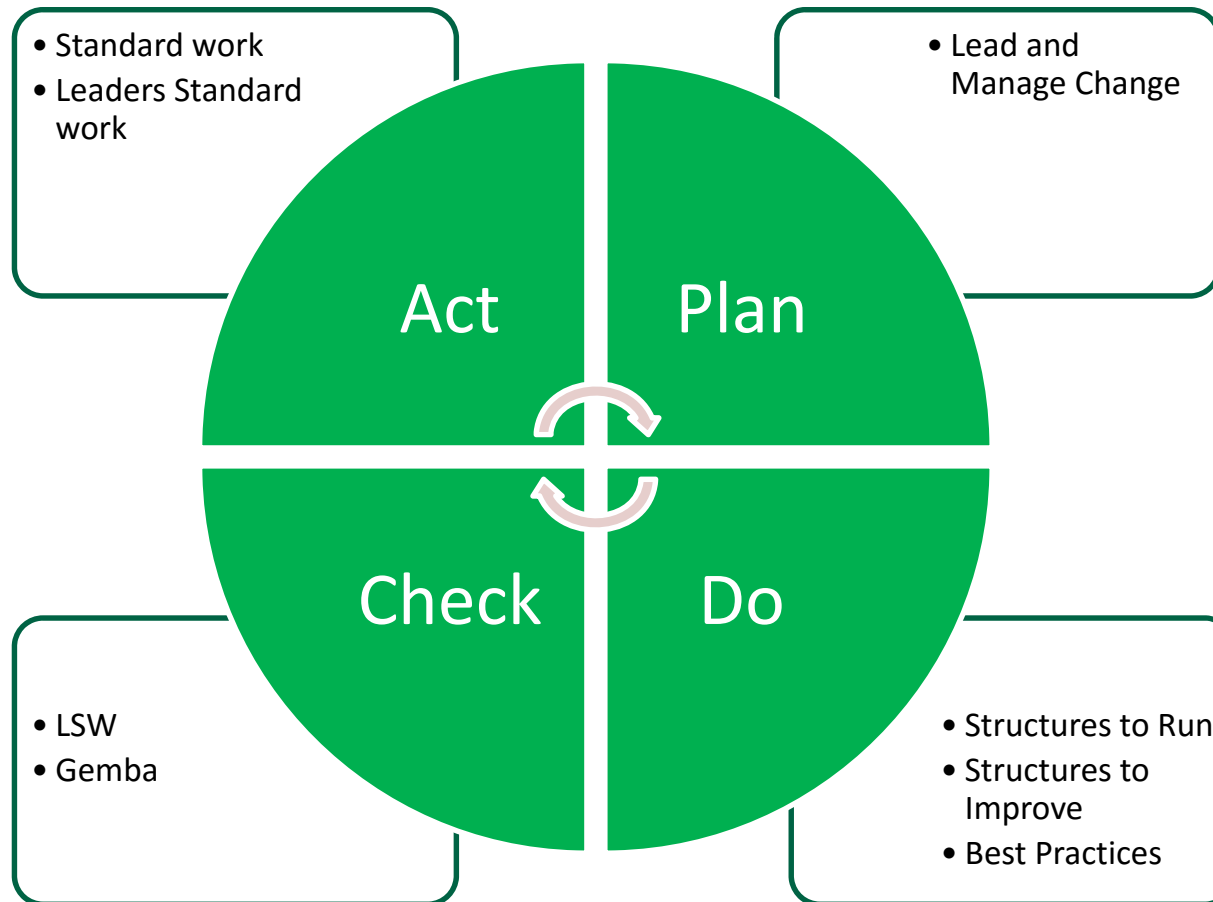 • Standard work
• Leaders Standard
work
• Lead and
Manage Change
Act
Plan
Check
Do
• LSW
• Gemba
• Structures to Run
• Structures to
Improve
• Best Practices